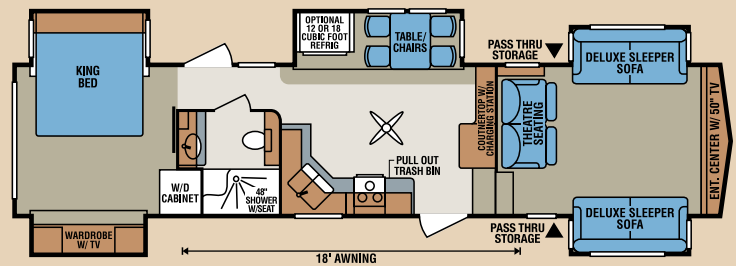 KING
BED
OPTIONAL
12 OR 18
CUBIC FOOT
REFRIG
TABLE/
CHAIRS
PASS THRU
STORAGE
DELUXE SLEEPER
SOFA
COUTNERTOP W/
CHARGING STATION
THEATRE
SEATING
ENT. CENTER W/ 50" TV
PULL OUT
TRASH BIN
W/D
CABINET
48"
SHOWER
W/SEAT
WARDROBE
W/ TV
18' AWNING
PASS THRU
STORAGE
DELUXE SLEEPER
SOFA